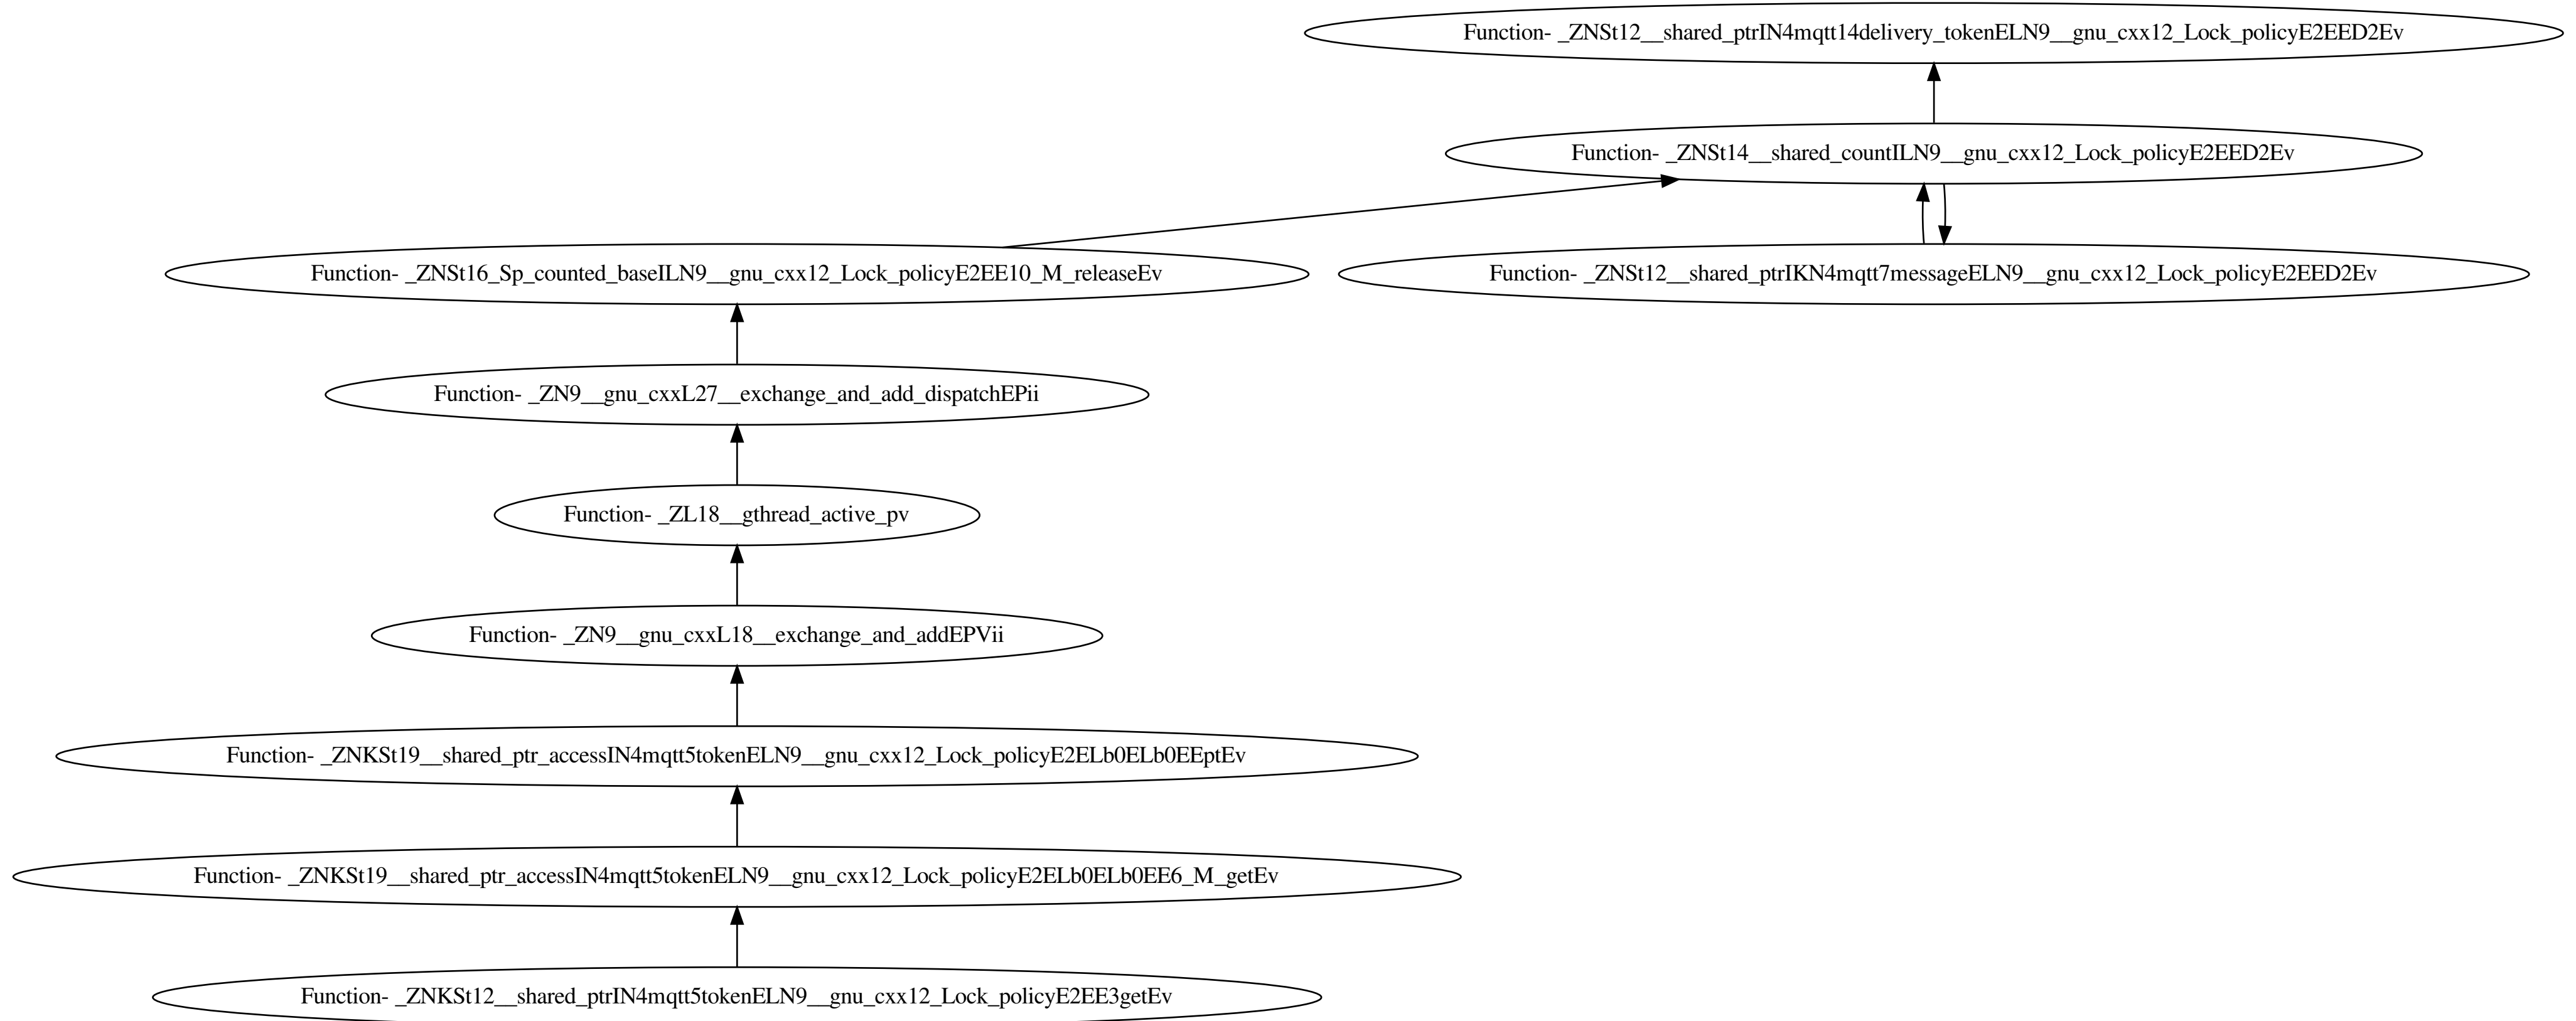 Function- _ZNSt12__shared_ptrIN4mqtt14delivery_tokenELN9__gnu_cxx12_Lock_policyE2EED2Ev
Function- _ZNSt14__shared_countILN9__gnu_cxx12_Lock_policyE2EED2Ev
Function- _ZNSt16_Sp_counted_baseILN9__gnu_cxx12_Lock_policyE2EE10_M_releaseEv
Function- _ZNSt12__shared_ptrIKN4mqtt7messageELN9__gnu_cxx12_Lock_policyE2EED2Ev
Function- _ZN9__gnu_cxxL27__exchange_and_add_dispatchEPii
Function- _ZL18__gthread_active_pv
Function- _ZN9__gnu_cxxL18__exchange_and_addEPVii
Function- _ZNKSt19__shared_ptr_accessIN4mqtt5tokenELN9__gnu_cxx12_Lock_policyE2ELb0ELb0EEptEv
Function- _ZNKSt19__shared_ptr_accessIN4mqtt5tokenELN9__gnu_cxx12_Lock_policyE2ELb0ELb0EE6_M_getEv
Function- _ZNKSt12__shared_ptrIN4mqtt5tokenELN9__gnu_cxx12_Lock_policyE2EE3getEv